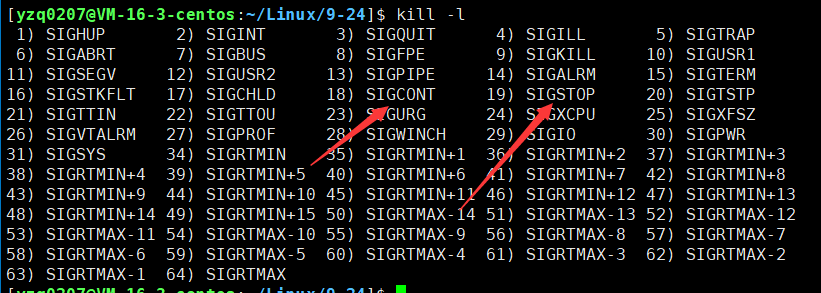 [yzq0207@VM-16-3-centos:~/Linux/9-24]$ kill -l
 1) SIGHUP       2) SIGINT       3) SIGQUIT      4) SIGILL       5) SIGTRAP
 6) SIGABRT      7) SIGBUS       8) SIGFPE       9) SIGKILL     10) SIGUSR1
11) SIGSEGV     12) SIGUSR2     13) SIGPIPE     14) SIGALRM     15) SIGTERM
16) SIGSTKFLT   17) SIGCHLD     18) SIGCONT     19) SIGSTOP     20) SIGTSTP
21) SIGTTIN     22) SIGTTOU     23) SIGURG      24) SIGXCPU     25) SIGXFSZ
26) SIGVTALRM   27) SIGPROF     28) SIGWINCH    29) SIGIO       30) SIGPWR
31) SIGSYS      34) SIGRTMIN    35) SIGRTMIN+1  36) SIGRTMIN+2  37) SIGRTMIN+3
38) SIGRTMIN+4  39) SIGRTMIN+5  40) SIGRTMIN+6  41) SIGRTMIN+7  42) SIGRTMIN+8
43) SIGRTMIN+9  44) SIGRTMIN+10 45) SIGRTMIN+11 46) SIGRTMIN+12 47) SIGRTMIN+13
48) SIGRTMIN+14 49) SIGRTMIN+15 50) SIGRTMAX-14 51) SIGRTMAX-13 52) SIGRTMAX-12
53) SIGRTMAX-11 54) SIGRTMAX-10 55) SIGRTMAX-9  56) SIGRTMAX-8  57) SIGRTMAX-7
58) SIGRTMAX-6  59) SIGRTMAX-5  60) SIGRTMAX-4  61) SIGRTMAX-3  62) SIGRTMAX-2
63) SIGRTMAX-1  64) SIGRTMAX
[yzq0207@VM-16-3-centos:~/Linux/9-24]$